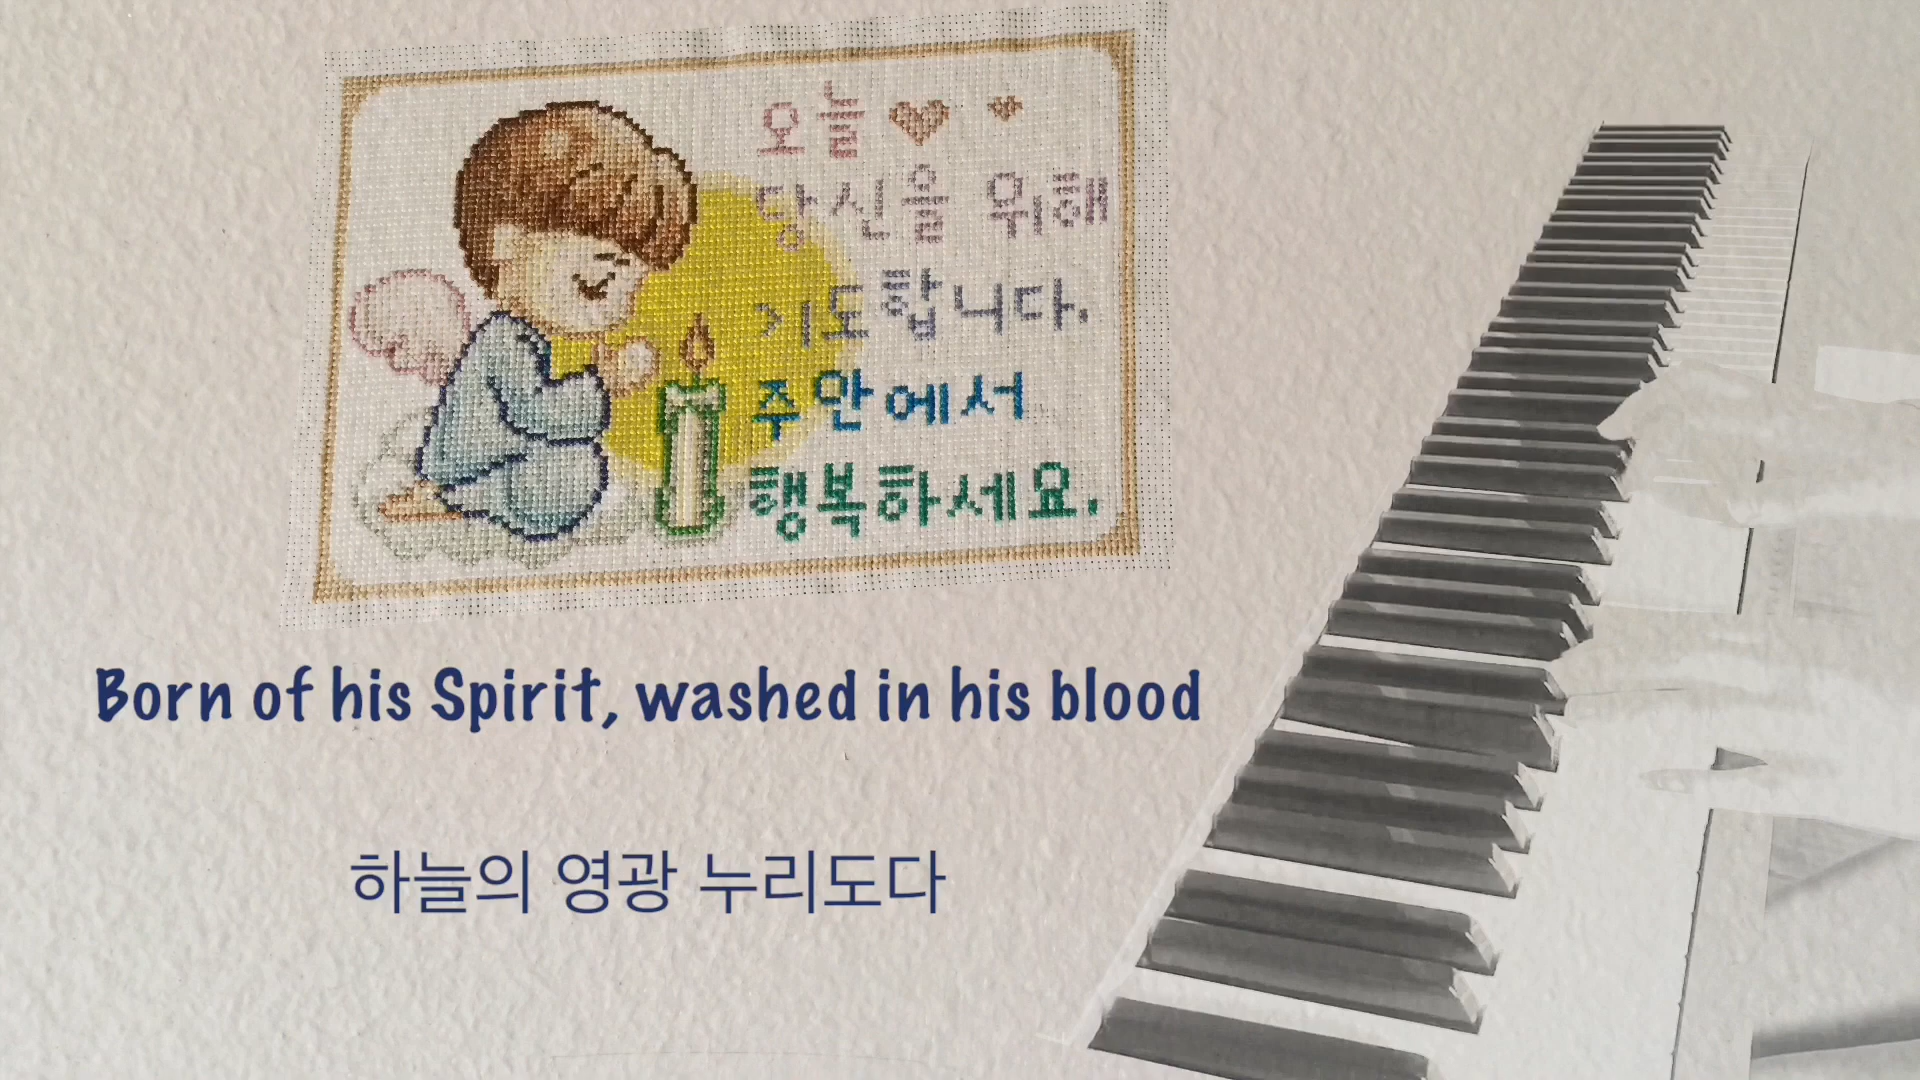 오늘
당신을 위해
기도합니다.
주안에서
행복하세요.
Born of his Spirit, washed in his blood
하늘의 영광 누리도다